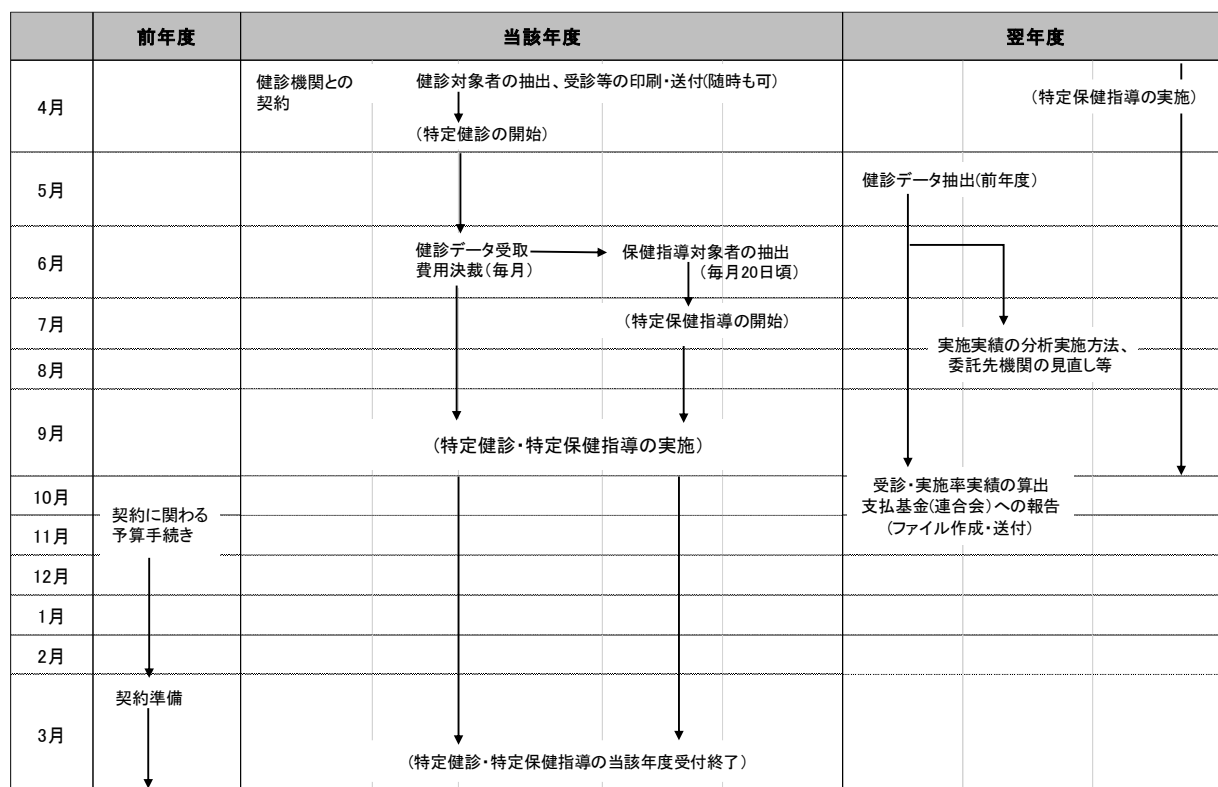 前年度
当該年度
翌年度
4月
健診機関との
契約
健診対象者の抽出、受診等の印刷・送付(随時も可)
(特定健診の開始)
(特定保健指導の実施)
5月
健診データ抽出(前年度)
6月
健診データ受取
費用決裁(毎月)
保健指導対象者の抽出
(毎月20日頃)
7月
(特定保健指導の開始)
実施実績の分析実施方法、
委託先機関の見直し等
8月
9月
(特定健診・特定保健指導の実施)
10月
契約に関わる
予算手続き
受診・実施率実績の算出
支払基金(連合会)への報告
(ファイル作成・送付)
11月
12月
1月
2月
3月
契約準備
(特定健診・特定保健指導の当該年度受付終了)